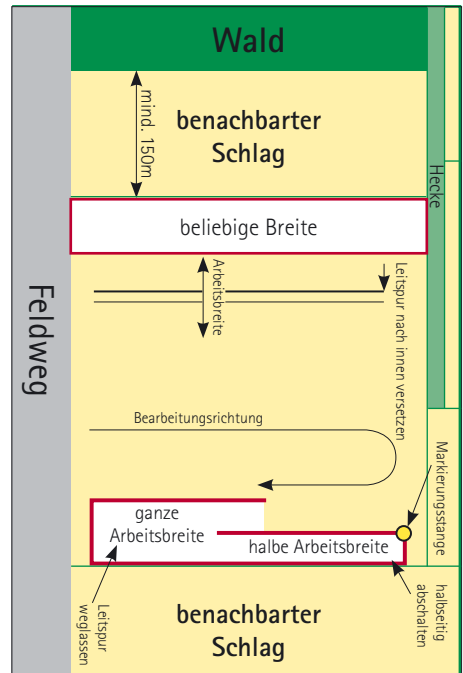 Wald
mind. 150m
benachbarter
Schlag
Hecke
beliebige Breite
Feldweg
Arbeitsbreite
Leitspur nach innen versetzen
Bearbeitungsrichtung
Markierungsstange
ganze
Arbeitsbreite
halbe Arbeitsbreite
Leitspur
weglassen
halbseitig
abschalten
benachbarter
Schlag